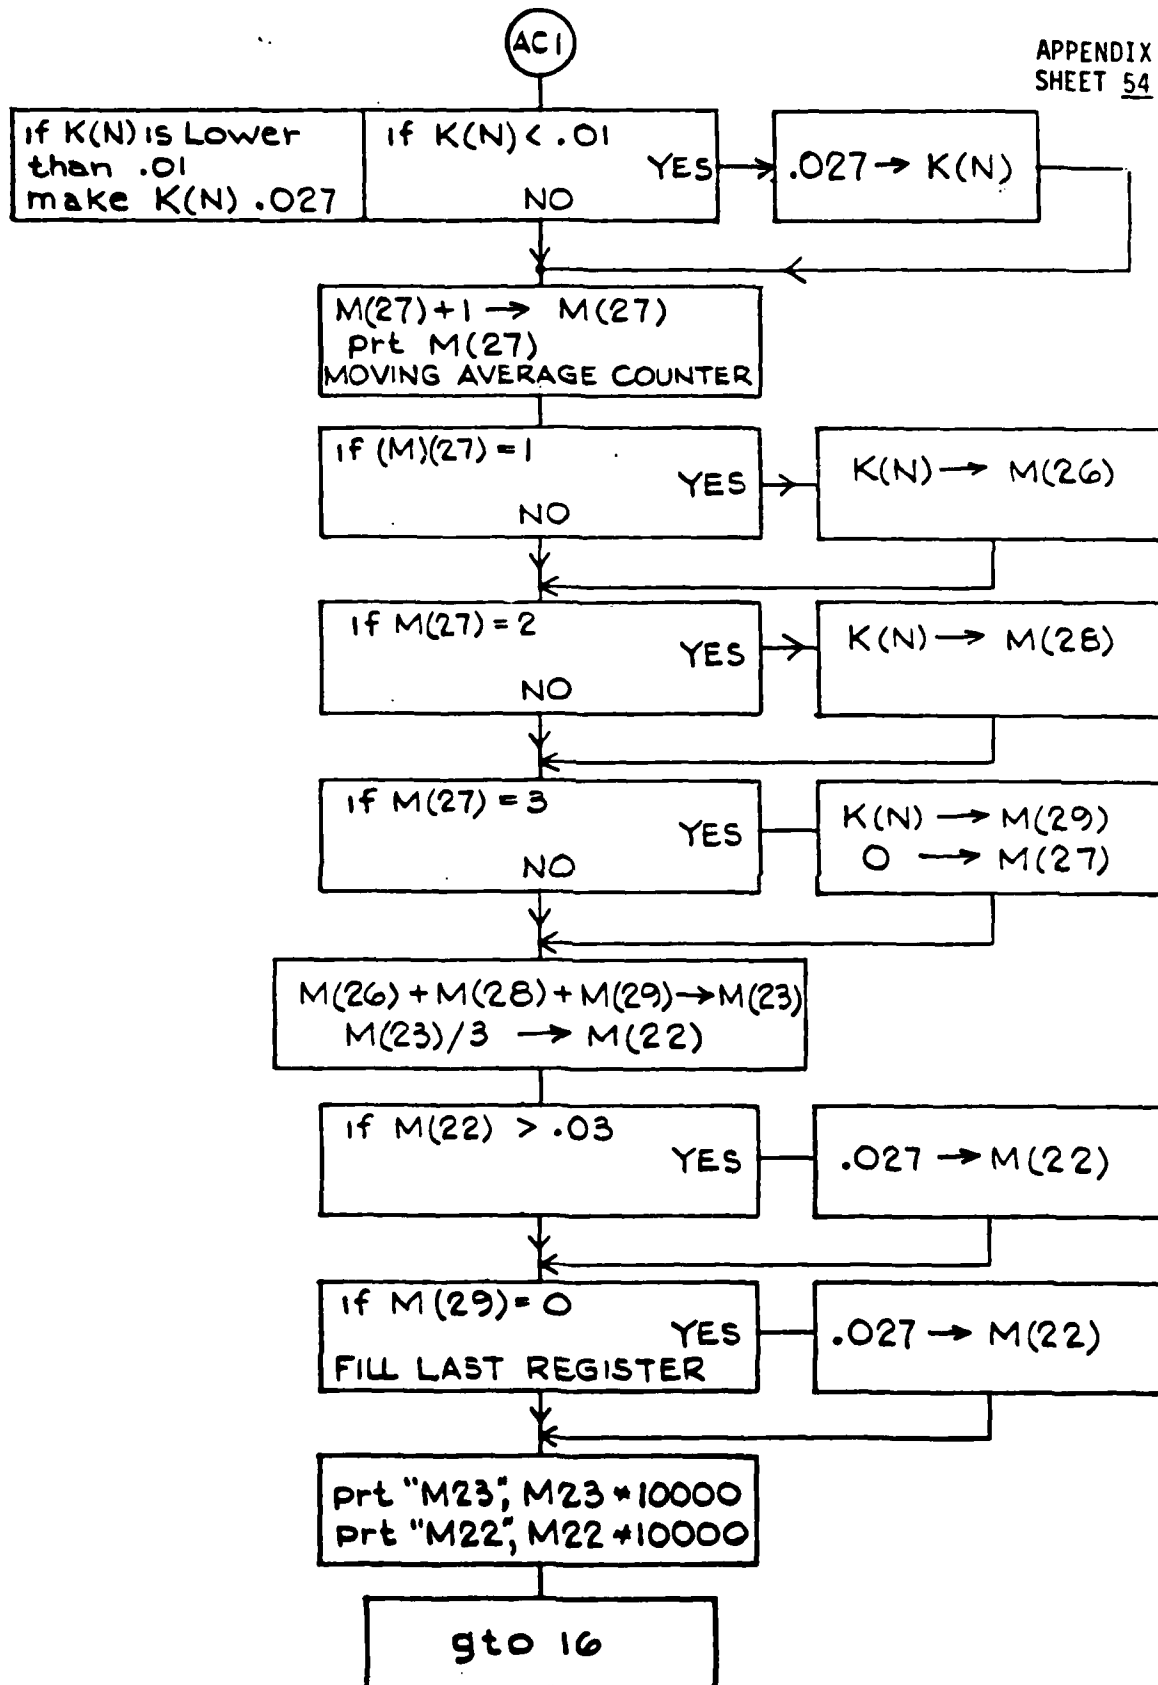 AC1
APPENDIX
SHEET 54
if K(N) is Lower
than .01
make K(N) .027
if K(N) < .01
YES
NO
.027 → K(N)
M(27)+1 → M(27)
prt M(27)
MOVING AVERAGE COUNTER
if (M)(27) = 1
YES
NO
K(N) → M(26)
if M(27) = 2
YES
NO
K(N) → M(28)
if M(27) = 3
YES
NO
K(N) → M(29)
0 → M(27)
M(26) + M(28) + M(29) → M(23)
M(23)/3 → M(22)
if M(22) > .03
YES
.027 → M(22)
if M(29) = 0
YES
FILL LAST REGISTER
.027 → M(22)
prt "M23", M23 *10000
prt "M22", M22 *10000
gto 16